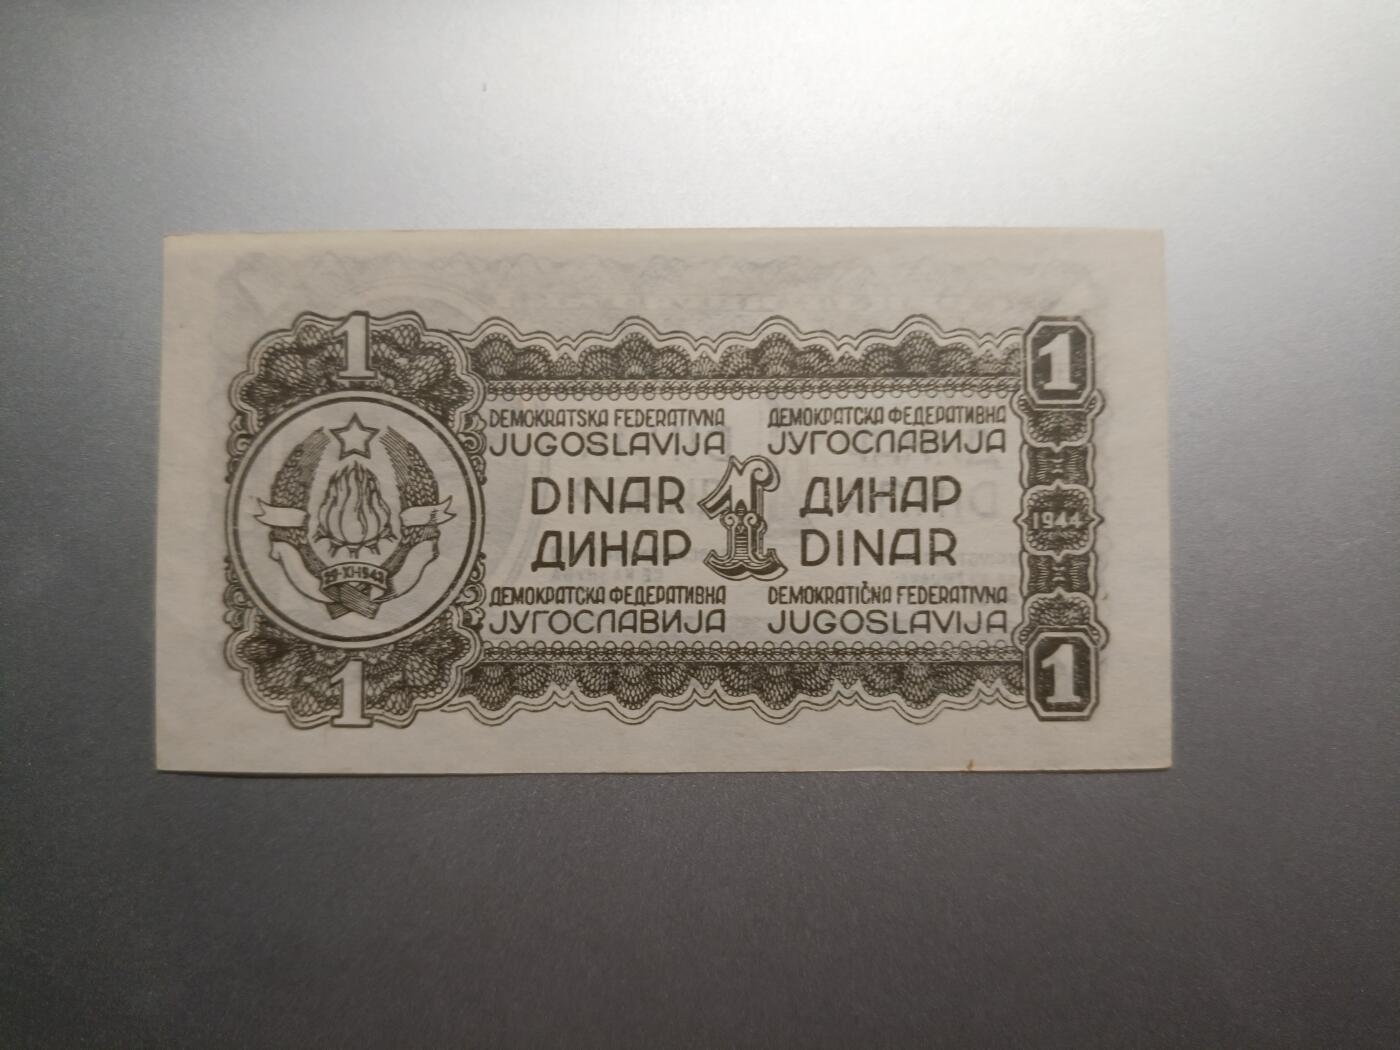 1
1
DEMOKRATSKA FEDERATIVNA
JUGOSLAVIJA
ДЕМОКРАТСКА ФЕДЕРАТИВНА
ЈУГОСЛАВИЈА
DINAR
1
ДИНАР
1944
ДИНАР
DINAR
29·XI·1943
ДЕМОКРАТСКА ФЕДЕРАТИВНА
ЈУГОСЛАВИЈА
DEMOKRATIČNA FEDERATIVNA
JUGOSLAVIJA
1
1